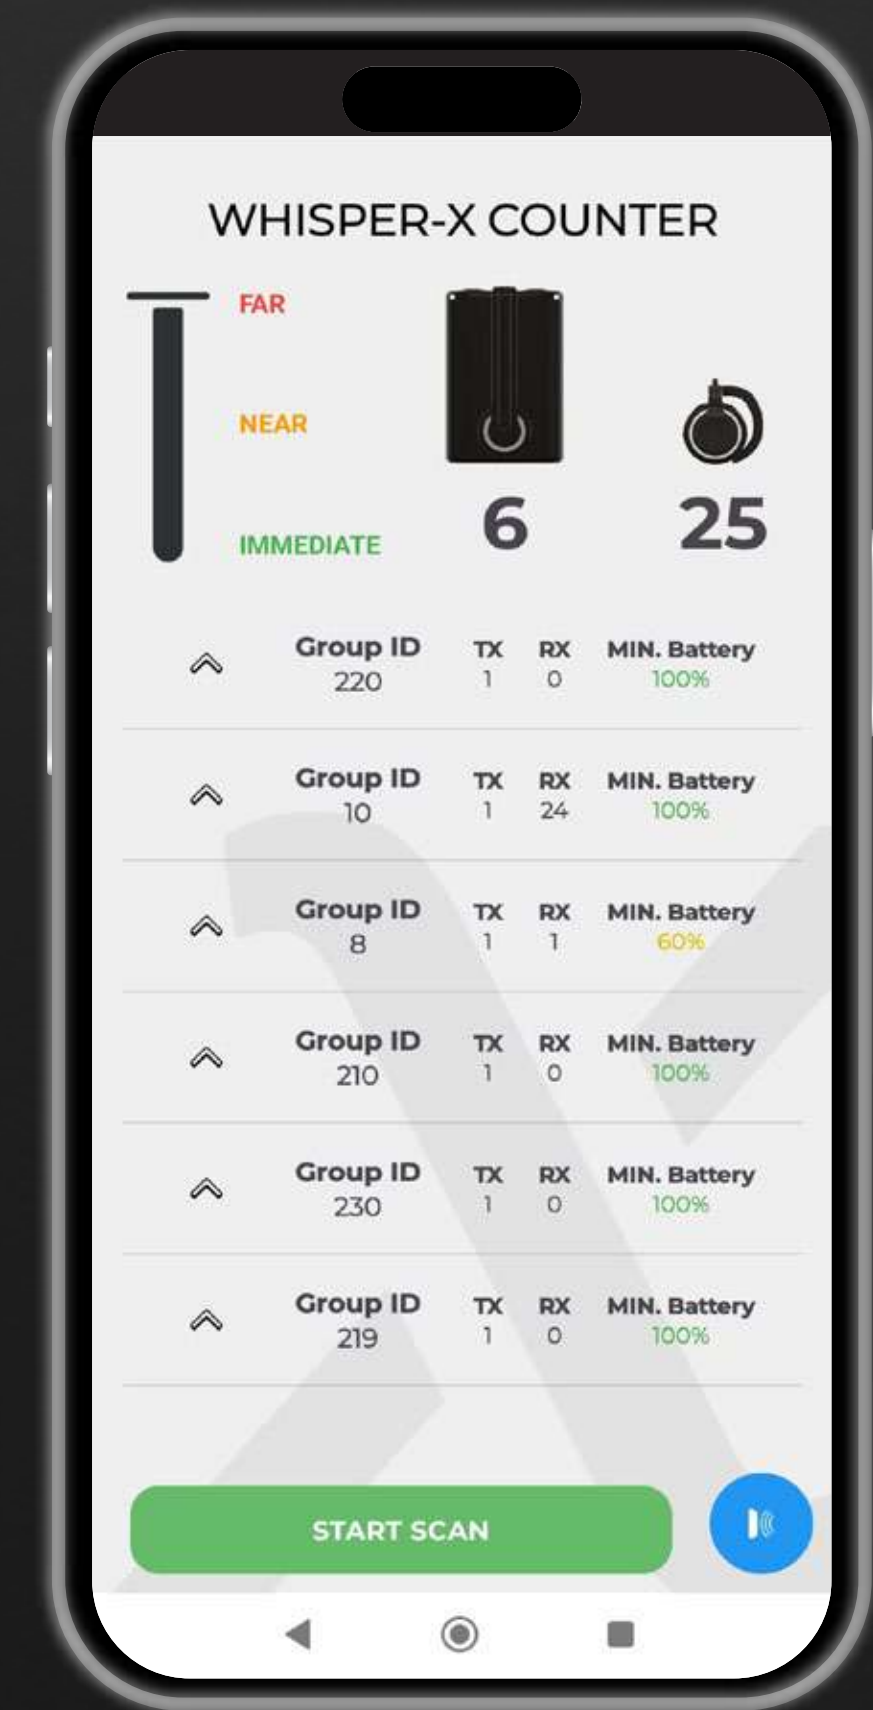 WHISPER-X COUNTER
FAR
NEAR
IMMEDIATE
6
25
Group ID TX RX MIN. Battery
220 1 0 100%
Group ID TX RX MIN. Battery
10 1 24 100%
Group ID TX RX MIN. Battery
8 1 1 60%
Group ID TX RX MIN. Battery
210 1 0 100%
Group ID TX RX MIN. Battery
230 1 0 100%
Group ID TX RX MIN. Battery
219 1 0 100%
START SCAN